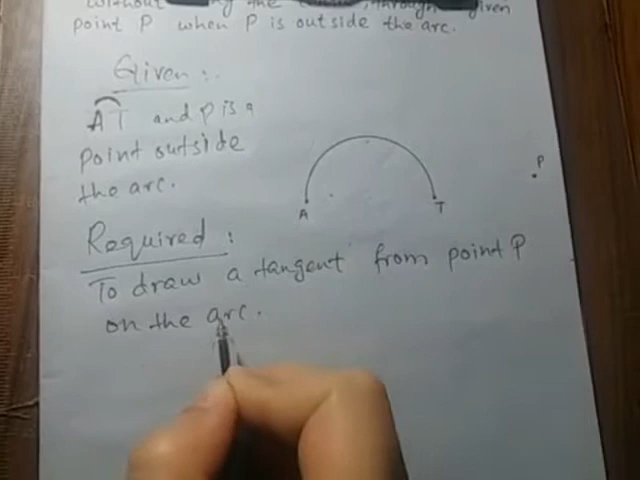 given
point P when P is outside the arc.
Given :.
AT and P is a
point outside
the arc.
P
A
T
Required :
To draw a tangent from point P
on the arc.